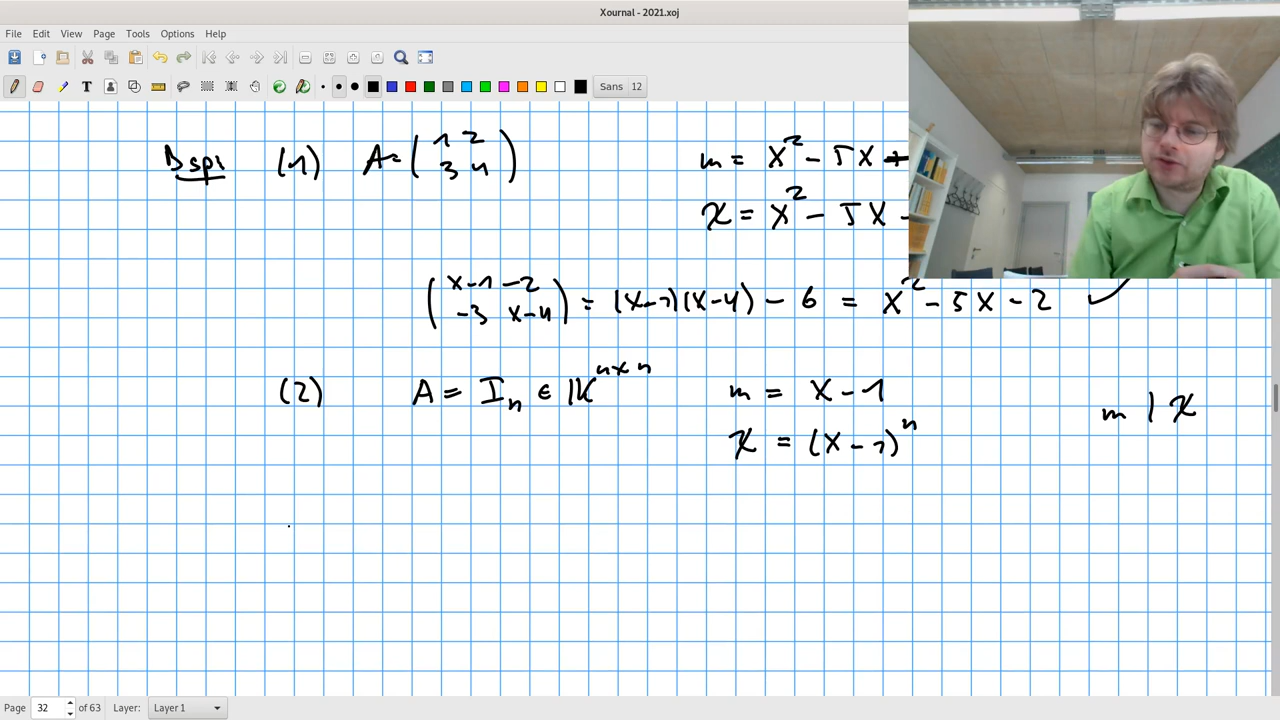 Xournal - 2021.xoj
File Edit View Page Tools Options Help
Sans 12
Bspl (1) A = ( 1 2 m = X² - 5X +
3 4 ) χ = X² - 5X -
( x-1 -2
-3 x-4 ) = (X-1)(X-4) - 6 = X² - 5X - 2 ✓
(2) A = Iₙ ∈ 𝕂ⁿˣⁿ m = X - 1 m | χ
χ = (X-1)ⁿ
Page 32 of 63 Layer: Layer 1